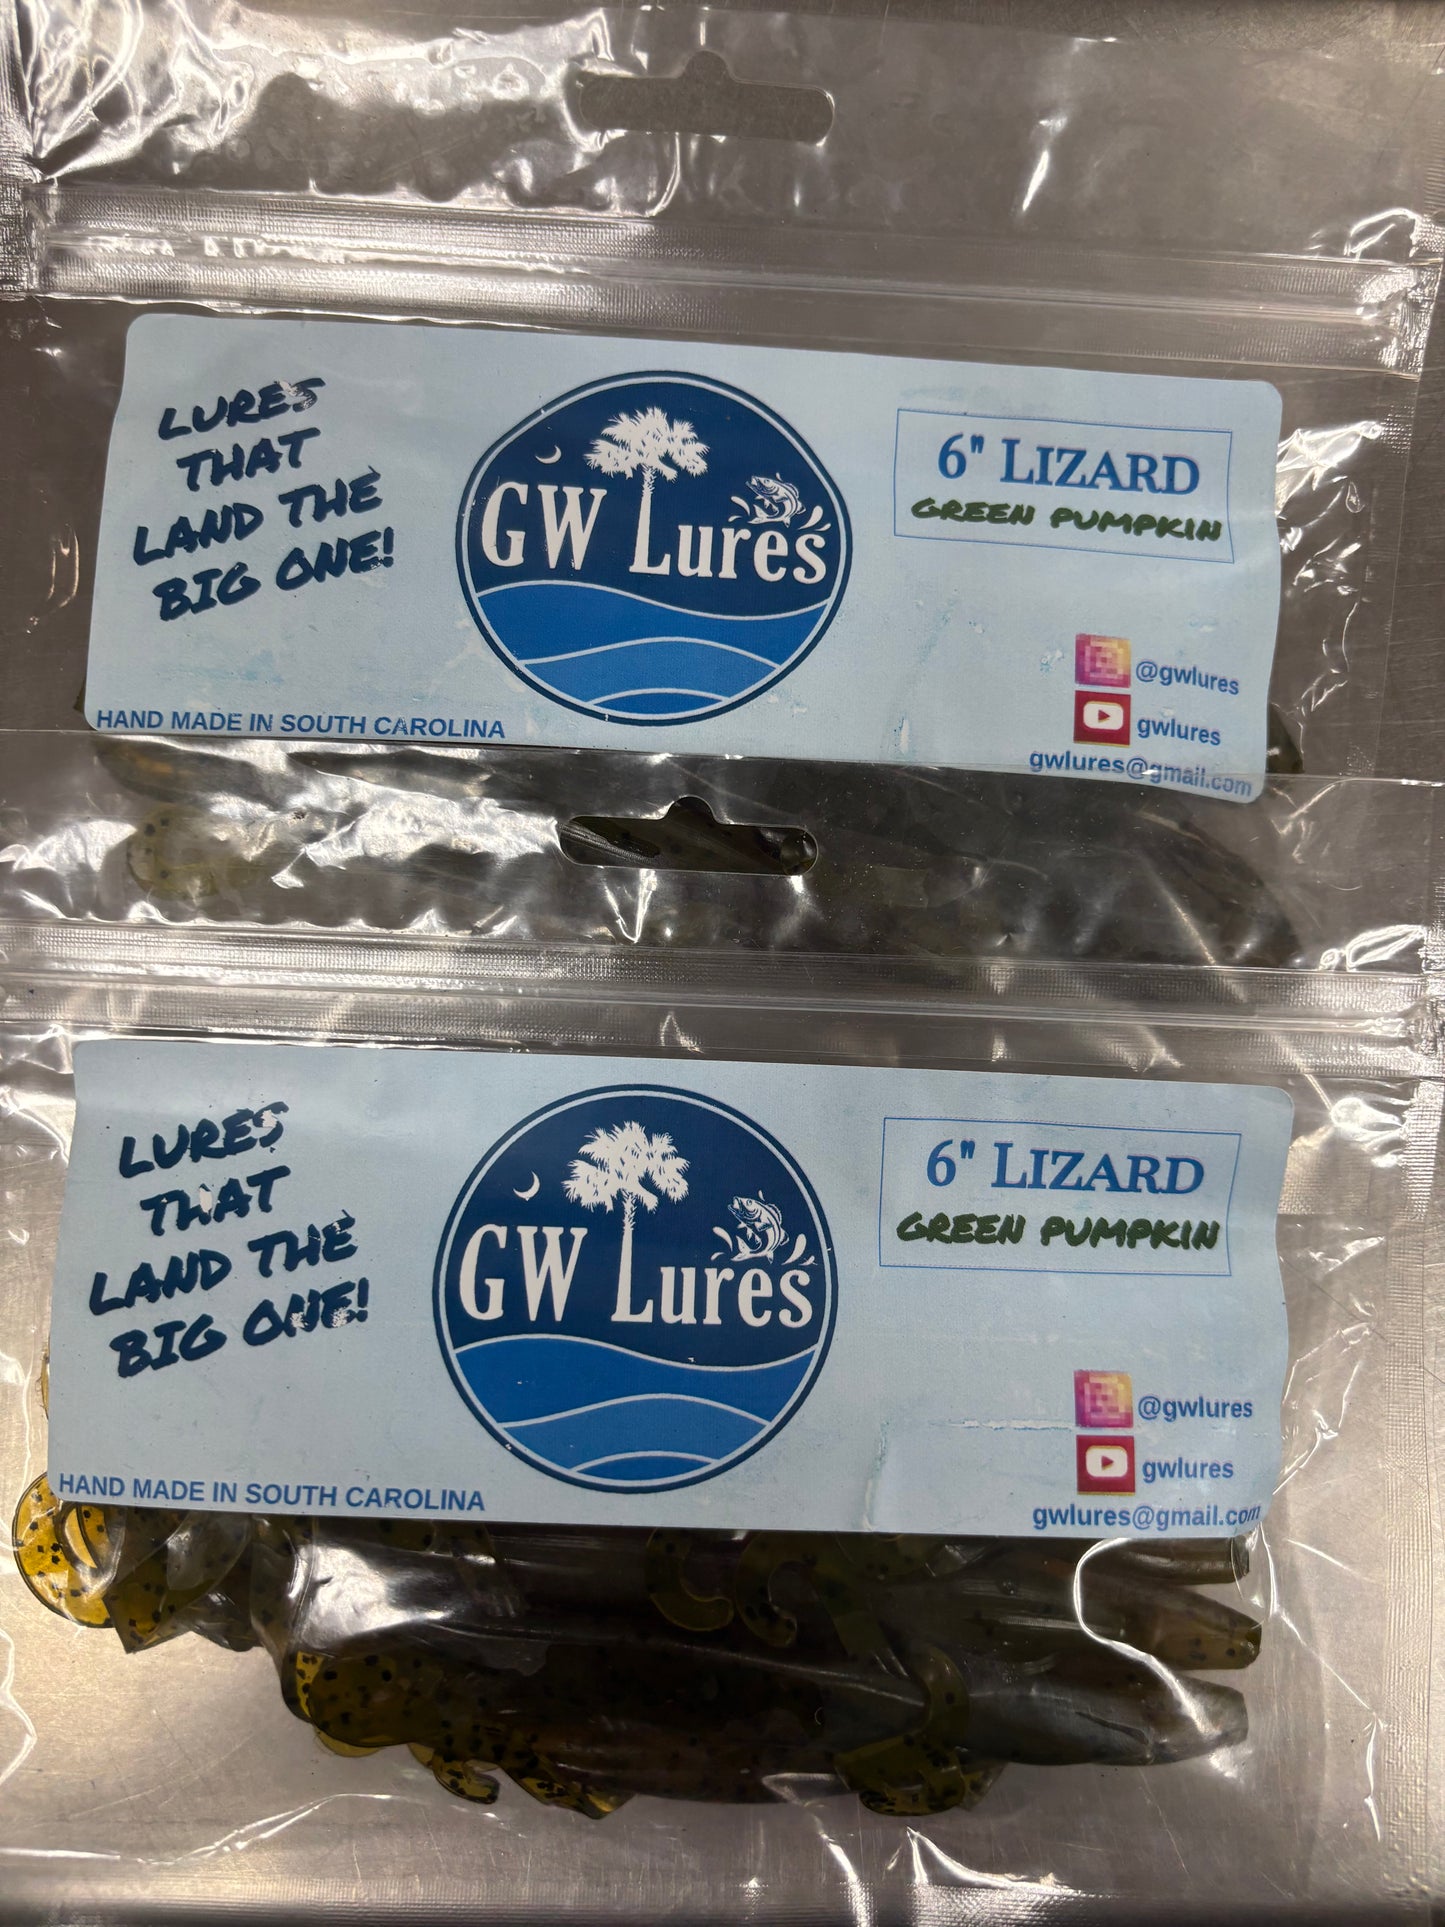 LURES
THAT
LAND THE
BIG ONE!
HAND MADE IN SOUTH CAROLINA
GW Lures
6" LIZARD
GREEN PUMPKIN
@gwlures
gwlures
gwlures@gmail.com
LURES
THAT
LAND THE
BIG ONE!
HAND MADE IN SOUTH CAROLINA
GW Lures
6" LIZARD
GREEN PUMPKIN
@gwlures
gwlures
gwlures@gmail.com